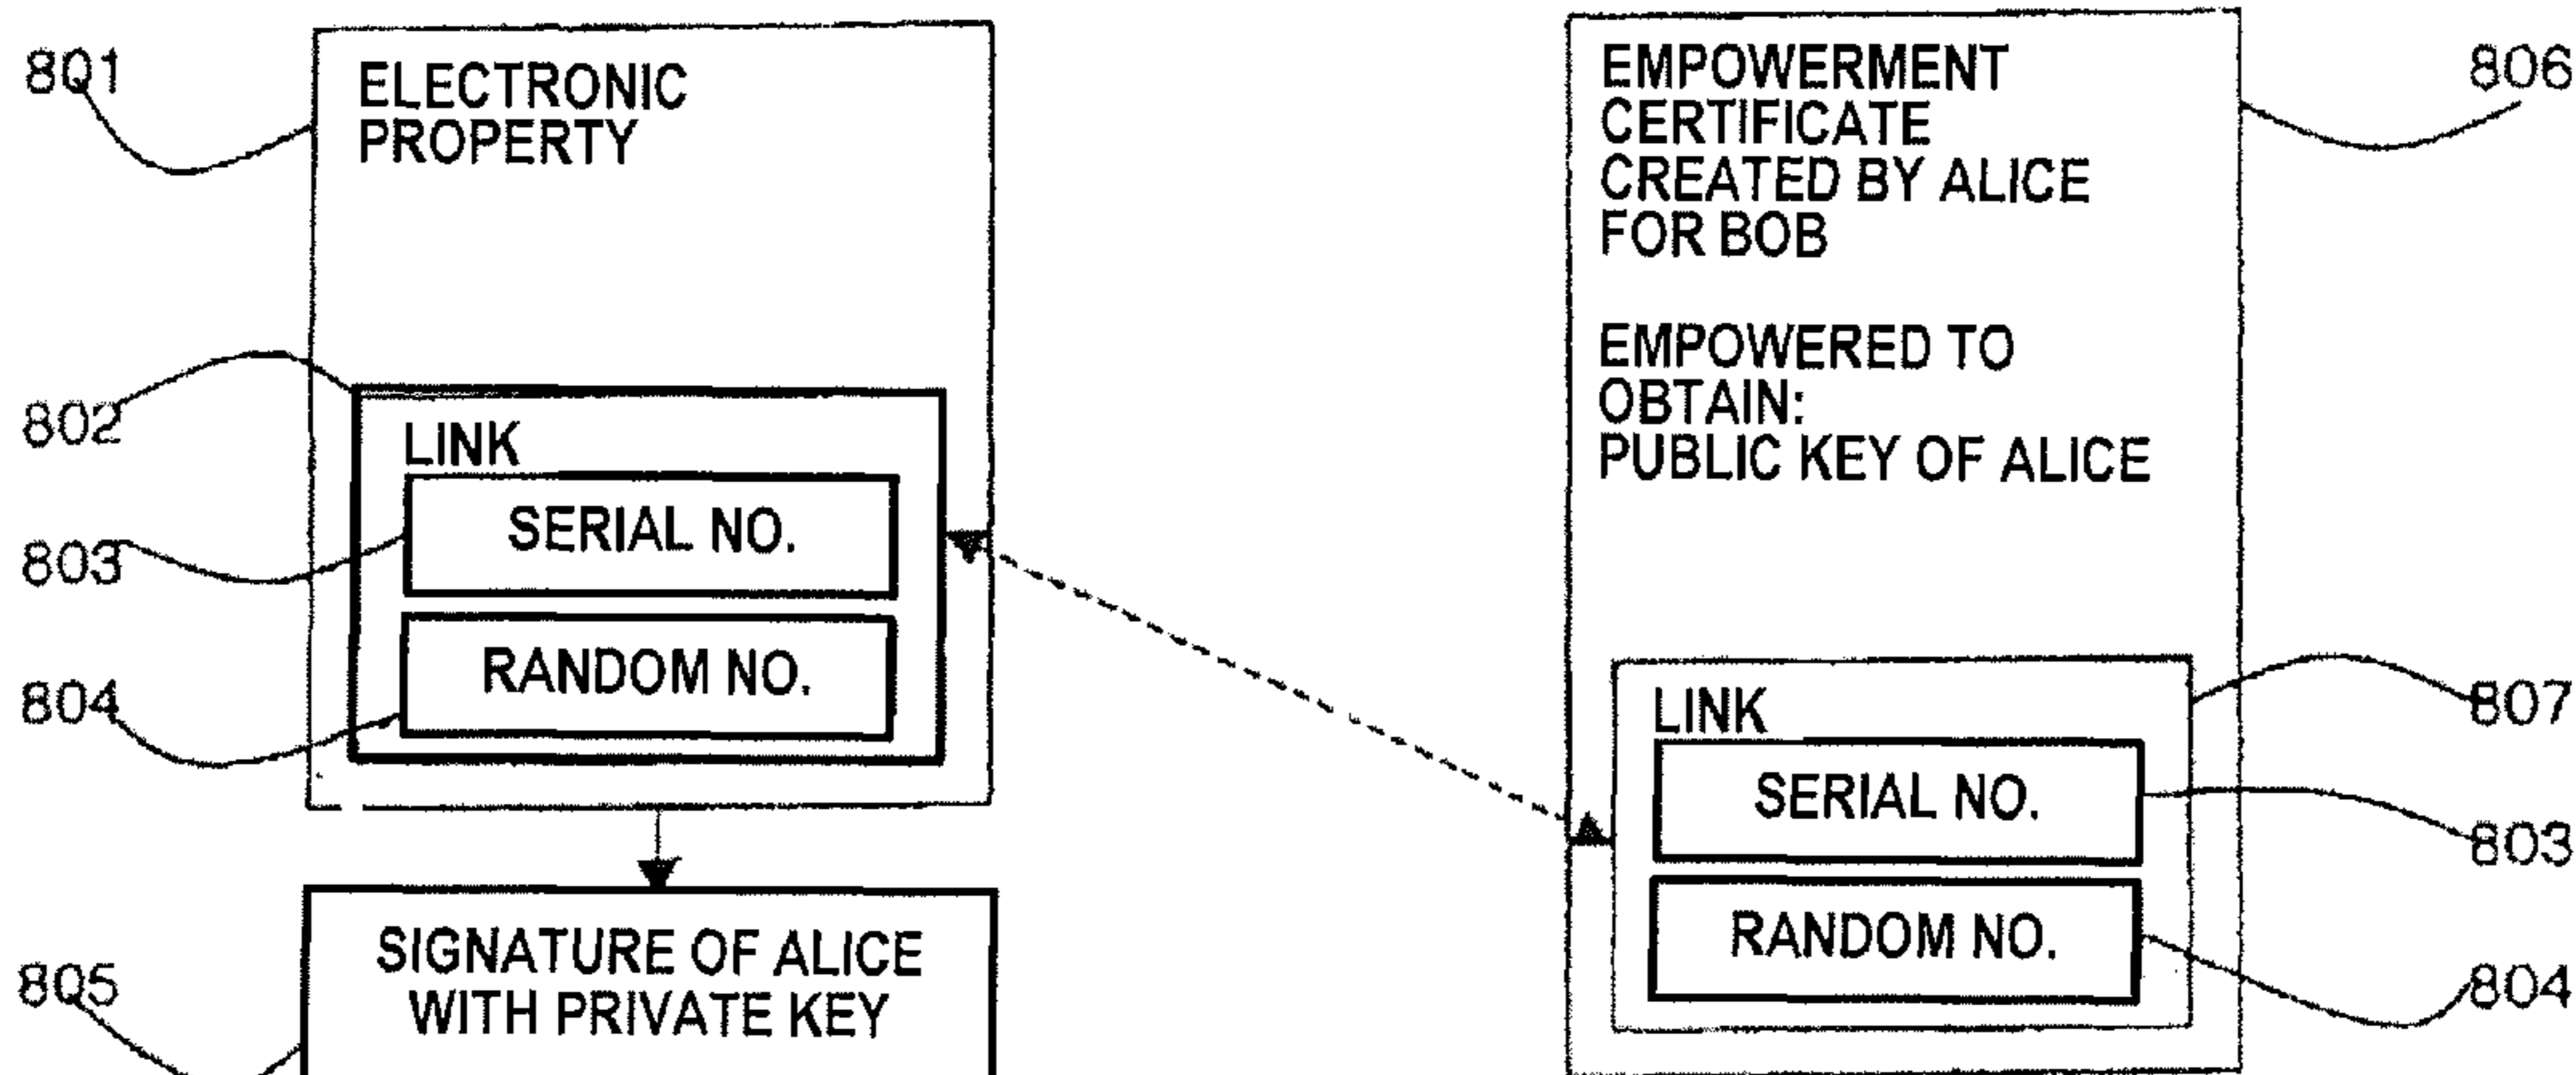 801
ELECTRONIC
PROPERTY
802
LINK
803
SERIAL NO.
804
RANDOM NO.
805
SIGNATURE OF ALICE
WITH PRIVATE KEY
806
EMPOWERMENT
CERTIFICATE
CREATED BY ALICE
FOR BOB
EMPOWERED TO
OBTAIN:
PUBLIC KEY OF ALICE
807
LINK
SERIAL NO.
803
RANDOM NO.
804